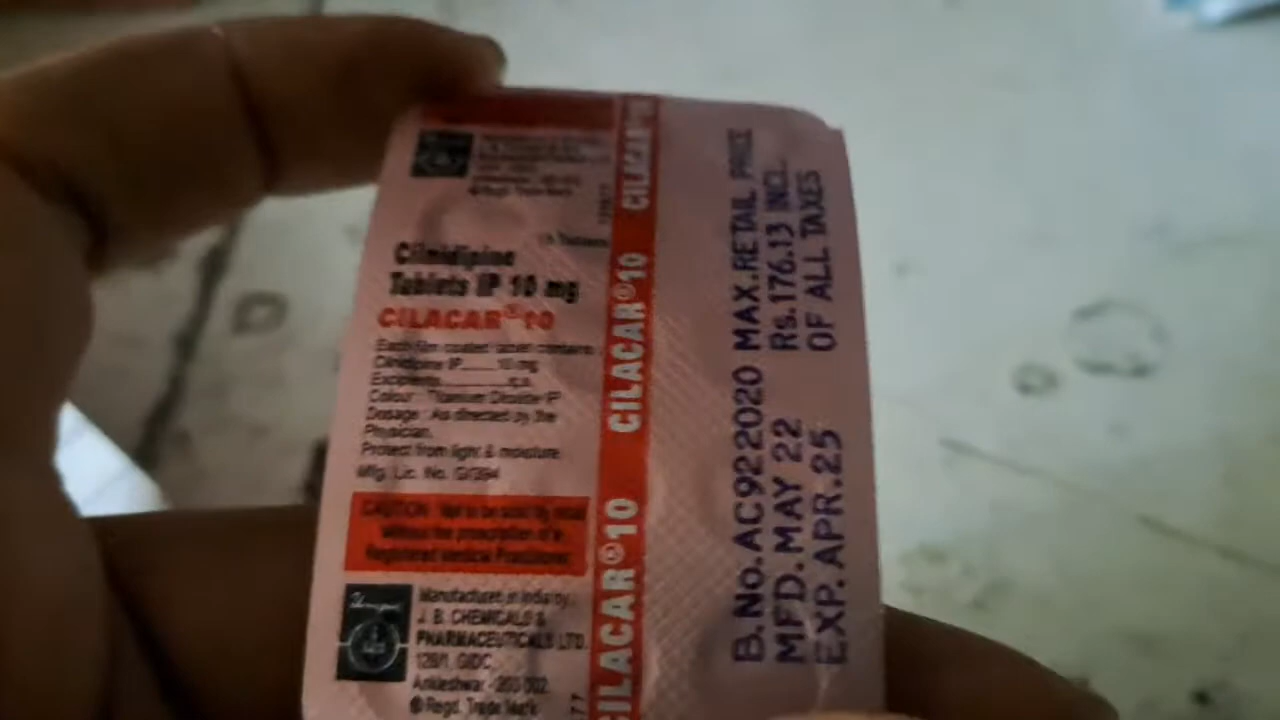 Cilnidipine
Tablets IP 10 mg
CILACAR® 10
Each film coated tablet contains :
Cilnidipine IP 10 mg
Excipients q.s.
Colour : Titanium Dioxide IP
Dosage : As directed by the
Physician.
Protect from light & moisture.
Mfg. Lic. No. G/394
CAUTION : Not to be sold by retail
without the prescription of a
Registered Medical Practitioner
Manufactured in India by :
J. B. CHEMICALS &
PHARMACEUTICALS LTD.
128/1, GIDC,
Ankleshwar - 393 002.
® Regd. Trade Mark
CILACAR®10
CILACAR®10
CILACAR®10
B.No.AC922020 MAX.RETAIL PRICE
MFD.MAY 22 Rs.176.13 INCL.
EXP.APR.25 OF ALL TAXES